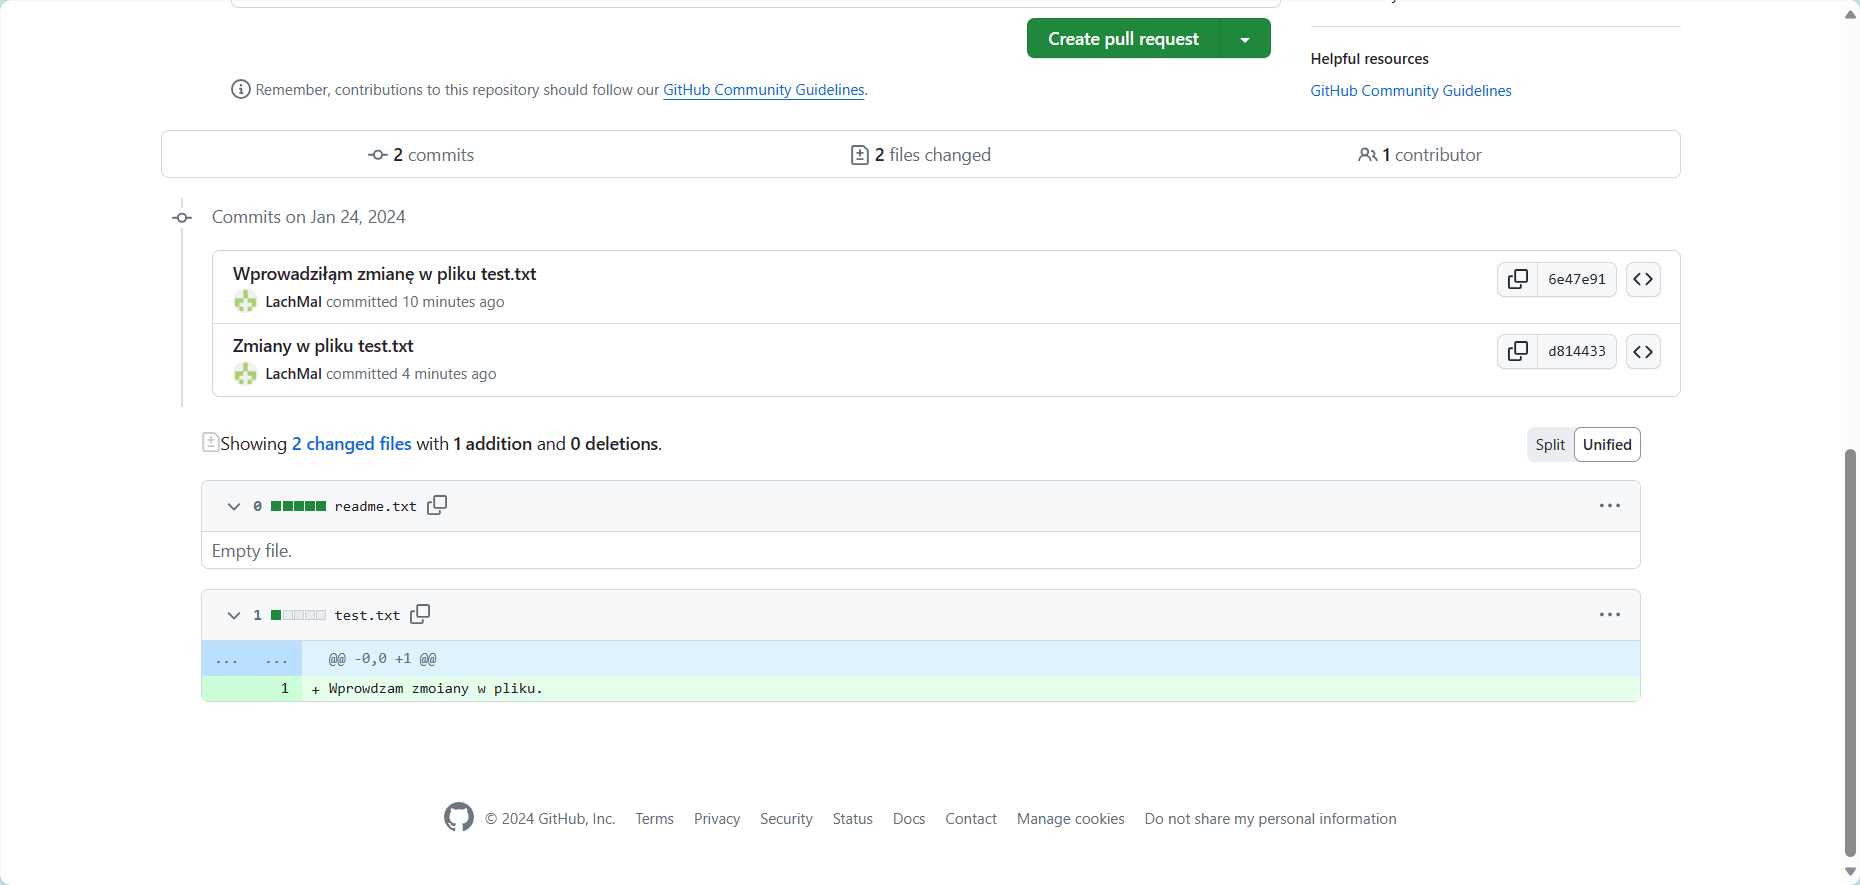 Create pull request
Helpful resources
Remember, contributions to this repository should follow our GitHub Community Guidelines.
GitHub Community Guidelines
2 commits
2 files changed
1 contributor
Commits on Jan 24, 2024
Wprowadziłąm zmianę w pliku test.txt
6e47e91
LachMal committed 10 minutes ago
Zmiany w pliku test.txt
d814433
LachMal committed 4 minutes ago
Showing 2 changed files with 1 addition and 0 deletions.
Split
Unified
0 readme.txt
Empty file.
1 test.txt
... ... @@ -0,0 +1 @@
1 + Wprowdzam zmoiany w pliku.
© 2024 GitHub, Inc. Terms Privacy Security Status Docs Contact Manage cookies Do not share my personal information